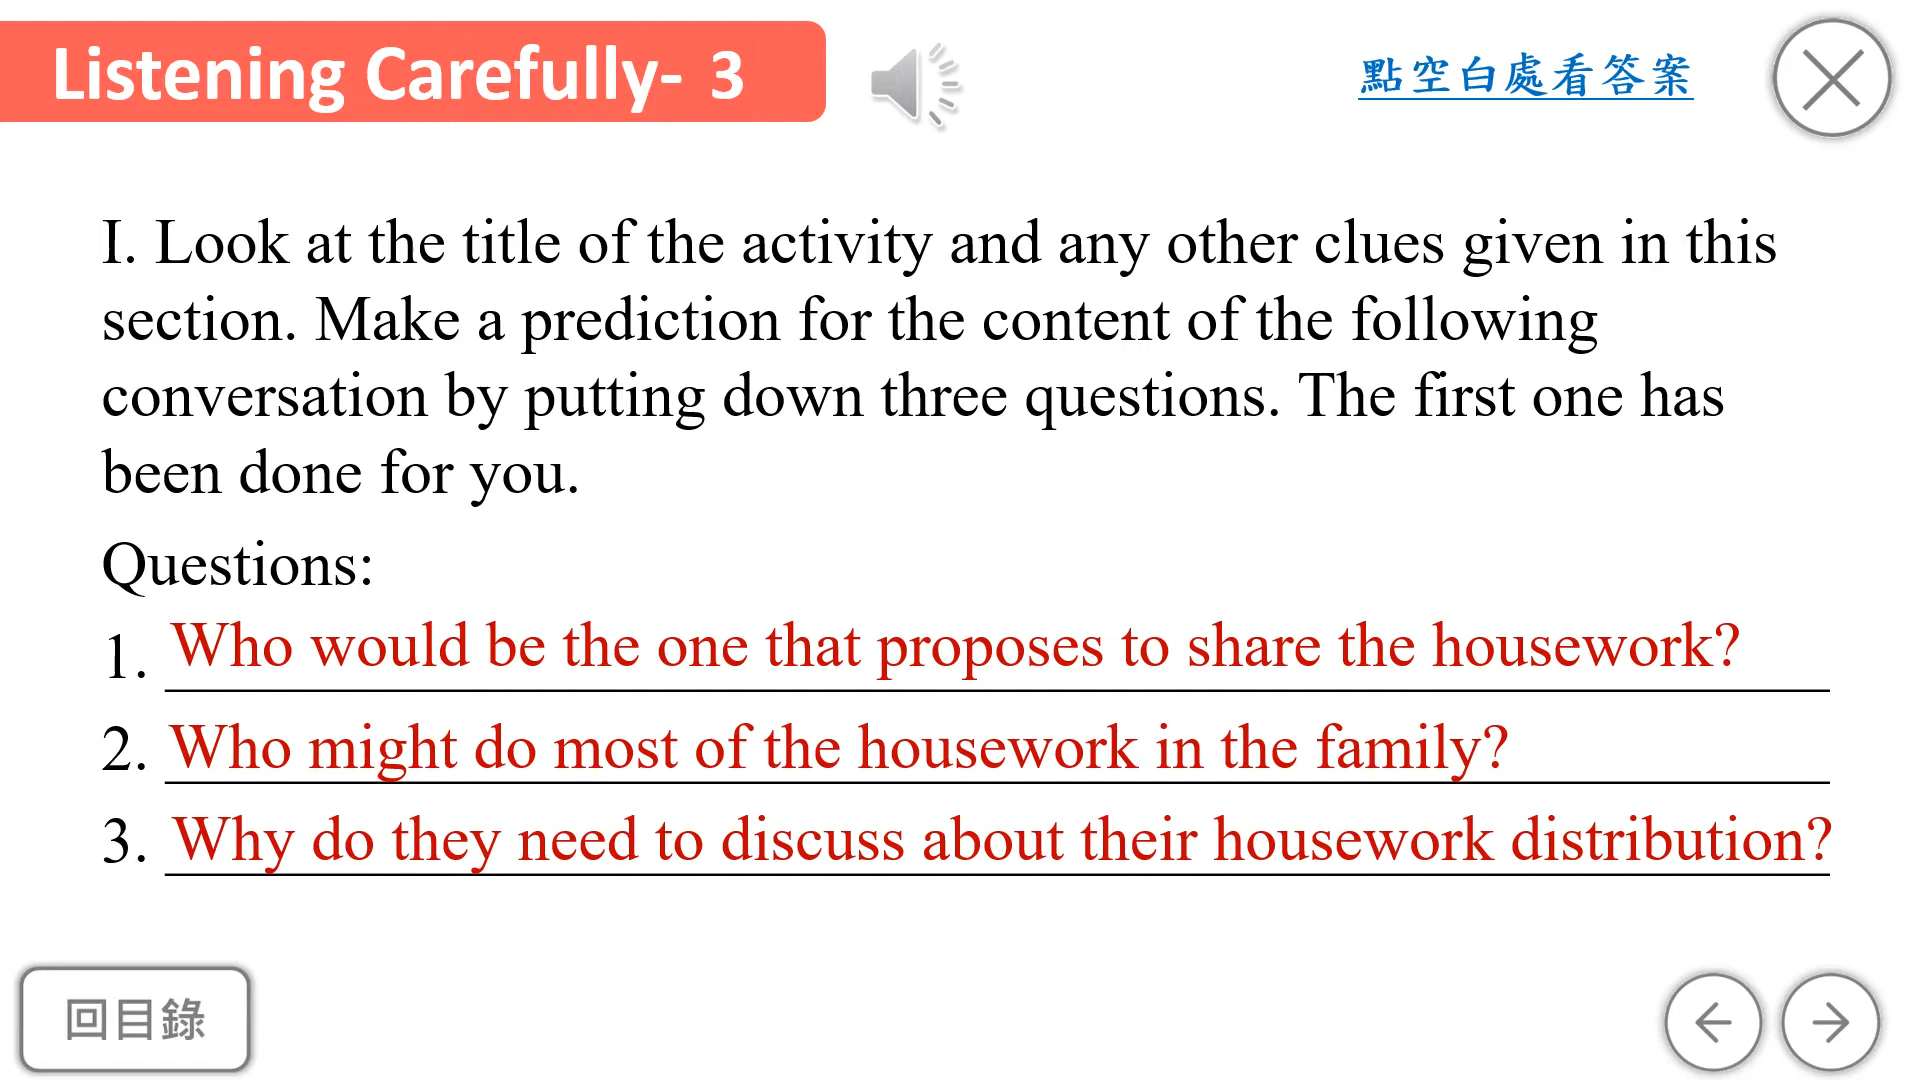 Listening Carefully- 3
點空白處看答案
I. Look at the title of the activity and any other clues given in this
section. Make a prediction for the content of the following
conversation by putting down three questions. The first one has
been done for you.
Questions:
1. Who would be the one that proposes to share the housework?
2. Who might do most of the housework in the family?
3. Why do they need to discuss about their housework distribution?
回目錄